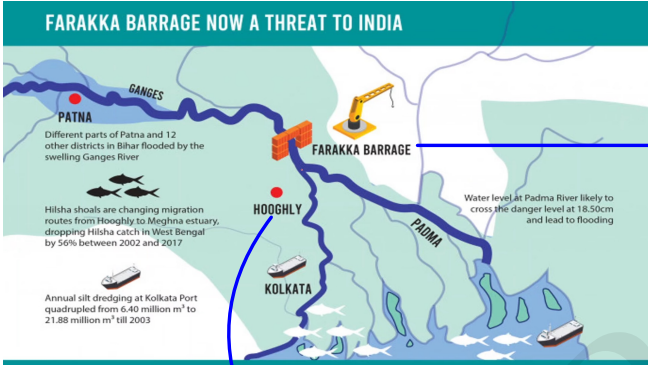 FARAKKA BARRAGE NOW A THREAT TO INDIA
GANGES
PATNA
Different parts of Patna and 12
other districts in Bihar flooded by the
swelling Ganges River
FARAKKA BARRAGE
Hilsha shoals are changing migration
routes from Hooghly to Meghna estuary,
dropping Hilsha catch in West Bengal
by 56% between 2002 and 2017
HOOGHLY
Water level at Padma River likely to
cross the danger level at 18.50cm
and lead to flooding
PADMA
KOLKATA
Annual silt dredging at Kolkata Port
quadrupled from 6.40 million m³ to
21.88 million m³ till 2003